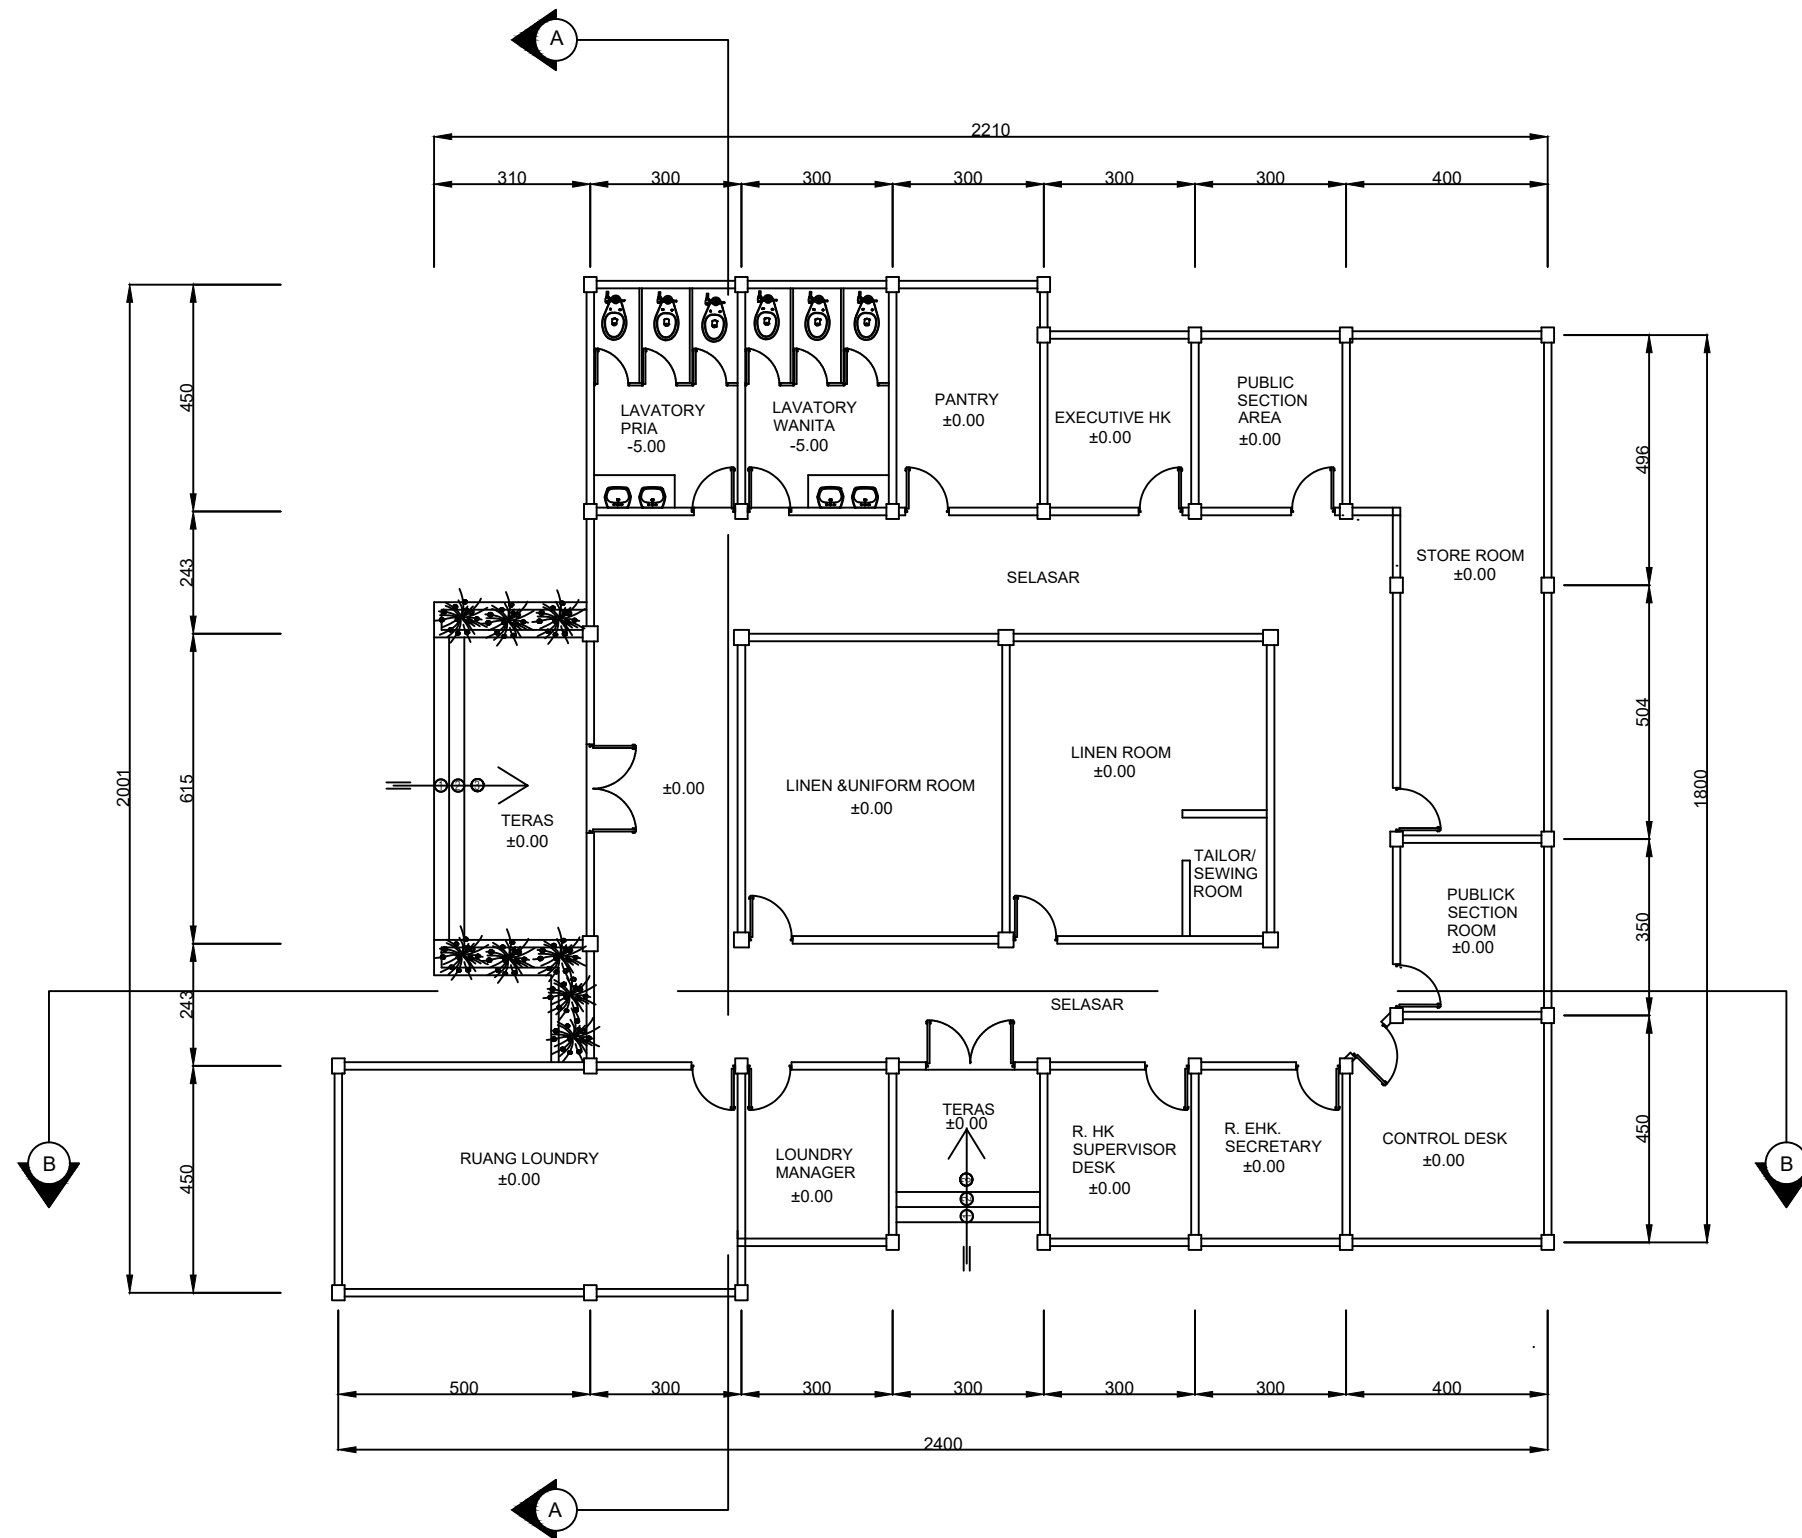 A
2210
310
300
300
300
300
300
400
LAVATORY
PRIA
-5.00
LAVATORY
WANITA
-5.00
PANTRY
±0.00
EXECUTIVE HK
±0.00
PUBLIC
SECTION
AREA
±0.00
STORE ROOM
±0.00
SELASAR
LINEN &UNIFORM ROOM
±0.00
LINEN ROOM
±0.00
TAILOR/
SEWING
ROOM
TERAS
±0.00
±0.00
PUBLICK
SECTION
ROOM
±0.00
SELASAR
RUANG LOUNDRY
±0.00
LOUNDRY
MANAGER
±0.00
TERAS
±0.00
R. HK
SUPERVISOR
DESK
±0.00
R. EHK.
SECRETARY
±0.00
CONTROL DESK
±0.00
2001
450
243
615
243
450
496
504
350
450
1800
B
B
500
300
300
300
300
300
400
2400
A